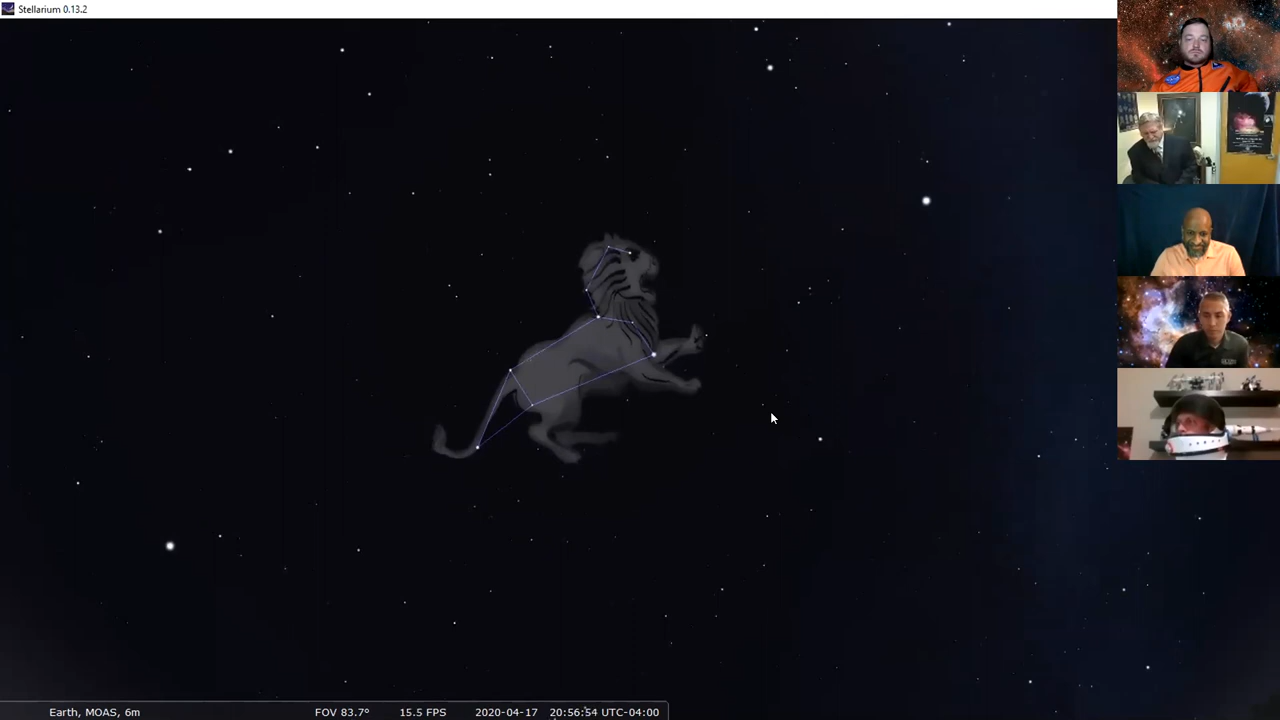 Stellarium 0.13.2
Earth, MOAS, 6m
FOV 83.7°
15.5 FPS
2020-04-17
20:56:54 UTC-04:00